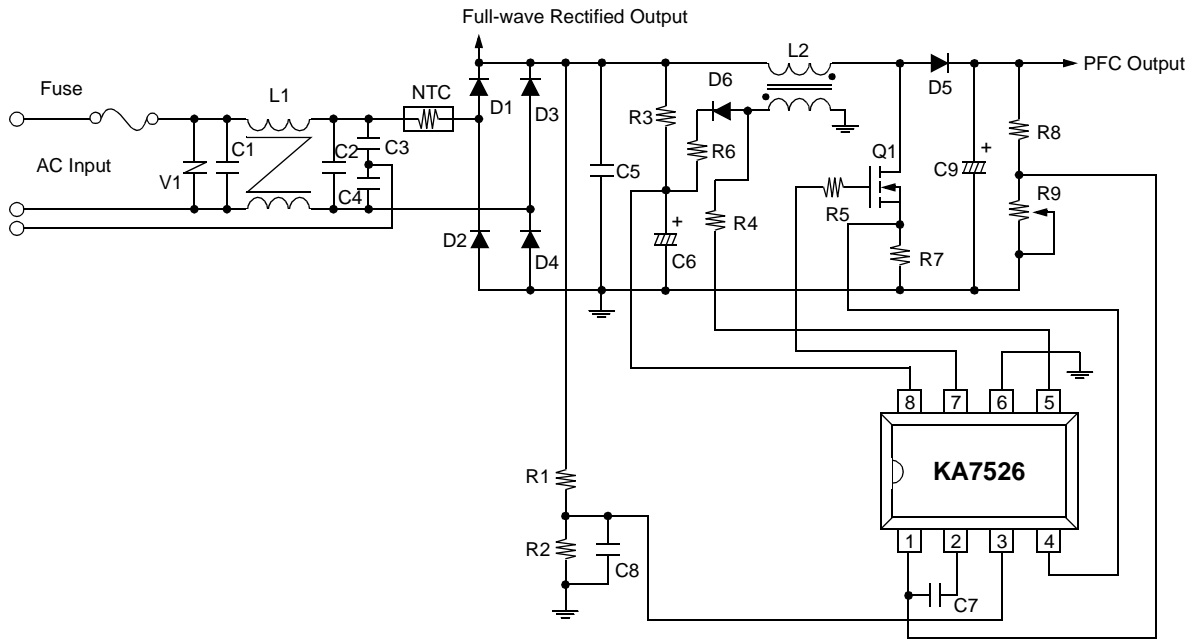 Full-wave Rectified Output
L2
PFC Output
Fuse
L1
NTC
D1
D3
D6
D5
R3
R8
AC Input
V1
C1
C2
C3
C4
R6
C5
Q1
C9
+
R9
R5
R4
D2
D4
+
C6
R7
8
7
6
5
KA7526
R1
R2
C8
1
2
3
4
C7